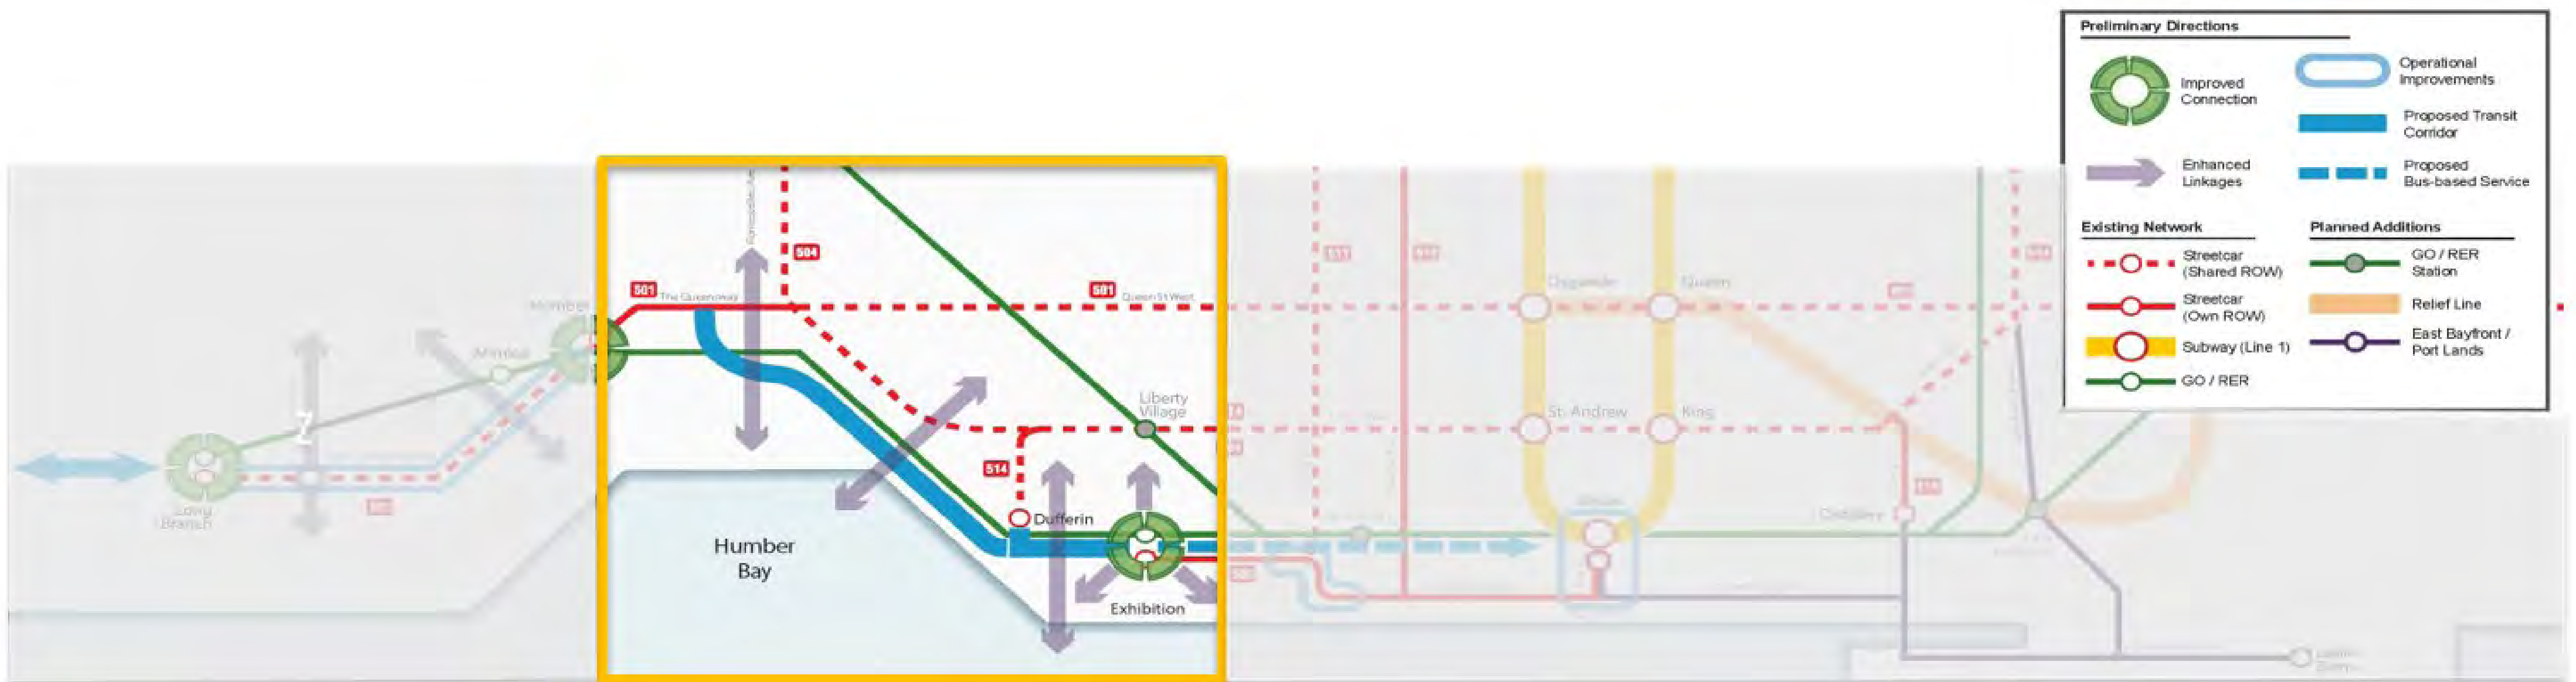 Preliminary Directions
Improved
Connection
Operational
Improvements
Proposed Transit
Corridor
Enhanced
Linkages
Proposed
Bus-based Service
Existing Network
Streetcar
(Shared ROW)
Streetcar
(Own ROW)
Subway (Line 1)
GO / RER
Planned Additions
GO / RER
Station
Relief Line
East Bayfront /
Port Lands
504
501
The Queensway
501
Queen St West
511
Osgoode
Queen
Humber
Mimico
Liberty
Village
St. Andrew
King
514
Dufferin
Long
Branch
Distillery
Union
Humber
Bay
Exhibition